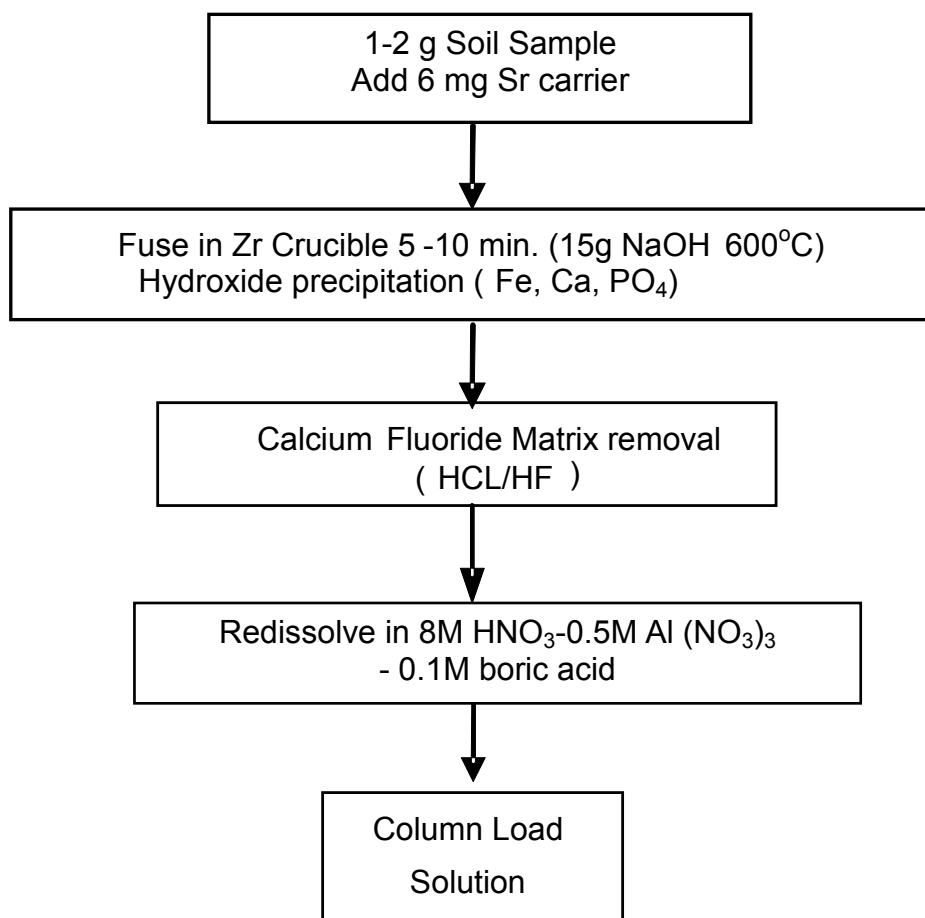 1-2 g Soil Sample
Add 6 mg Sr carrier
Fuse in Zr Crucible 5 -10 min. (15g NaOH 600°C)
Hydroxide precipitation ( Fe, Ca, PO₄)
Calcium Fluoride Matrix removal
( HCL/HF )
Redissolve in 8M HNO₃-0.5M Al (NO₃)₃
- 0.1M boric acid
Column Load
Solution